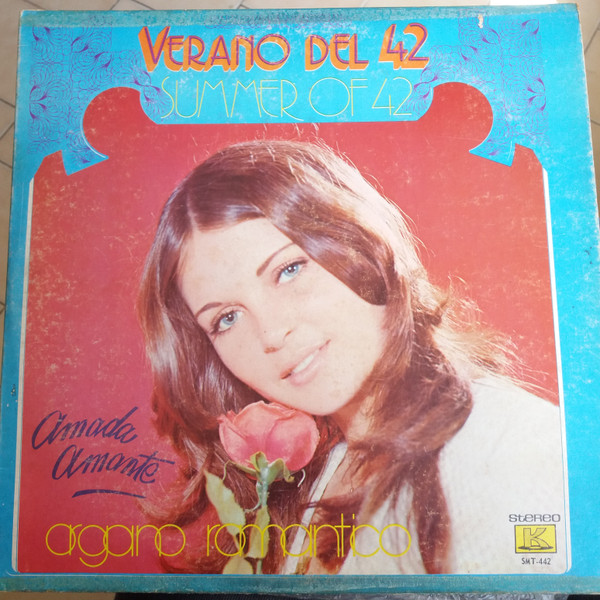 VERANO DEL 42
SUMMER OF 42
Amada
Amante
organo romantico
STEREO
K
SMT-442